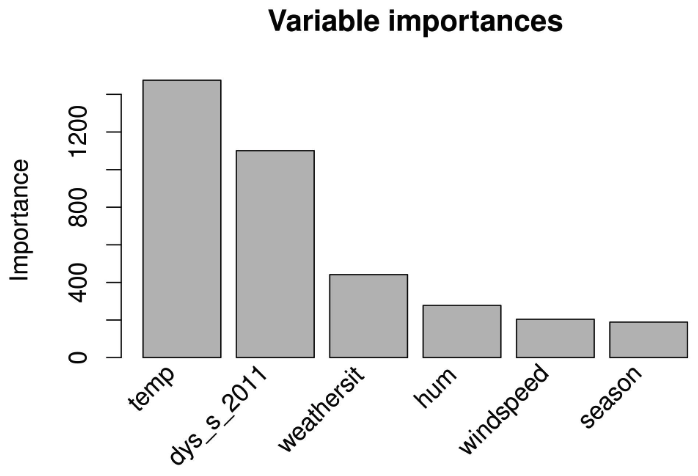 Variable importances
Importance
1200
800
400
0
temp
dys_s_2011
weathersit
hum
windspeed
season